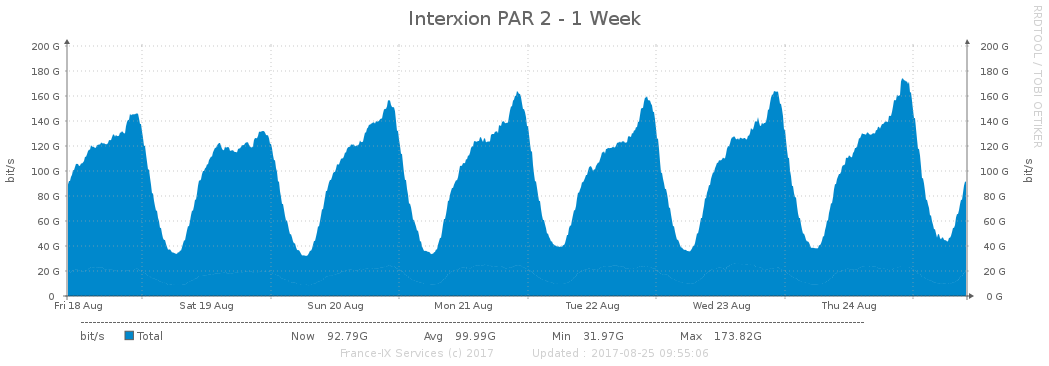 Interxion PAR 2 - 1 Week
RRDTOOL / TOBI OETIKER
200 G 200 G
180 G 180 G
160 G 160 G
140 G 140 G
120 G 120 G
100 G 100 G
80 G 80 G
60 G 60 G
40 G 40 G
20 G 20 G
0 0 G
bit/s
bit/s
Fri 18 Aug Sat 19 Aug Sun 20 Aug Mon 21 Aug Tue 22 Aug Wed 23 Aug Thu 24 Aug
bit/s Total Now 92.79G Avg 99.99G Min 31.97G Max 173.82G
France-IX Services (c) 2017 Updated : 2017-08-25 09:55:06